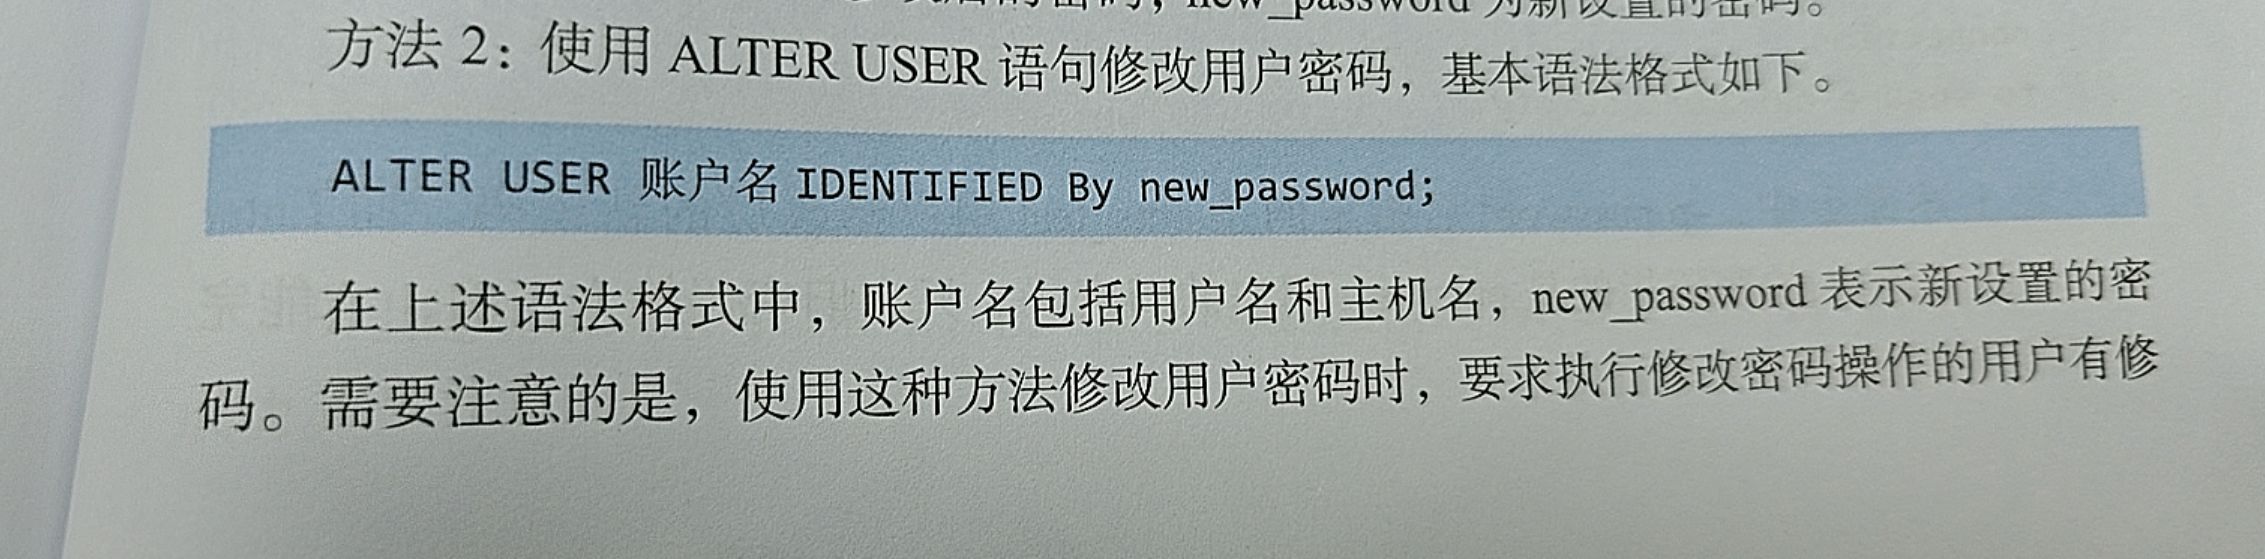 的密码，new_password 为新设置的密码。
方法 2：使用 ALTER USER 语句修改用户密码，基本语法格式如下。
ALTER USER 账户名 IDENTIFIED By new_password;
在上述语法格式中，账户名包括用户名和主机名，new_password 表示新设置的密
码。需要注意的是，使用这种方法修改用户密码时，要求执行修改密码操作的用户有修